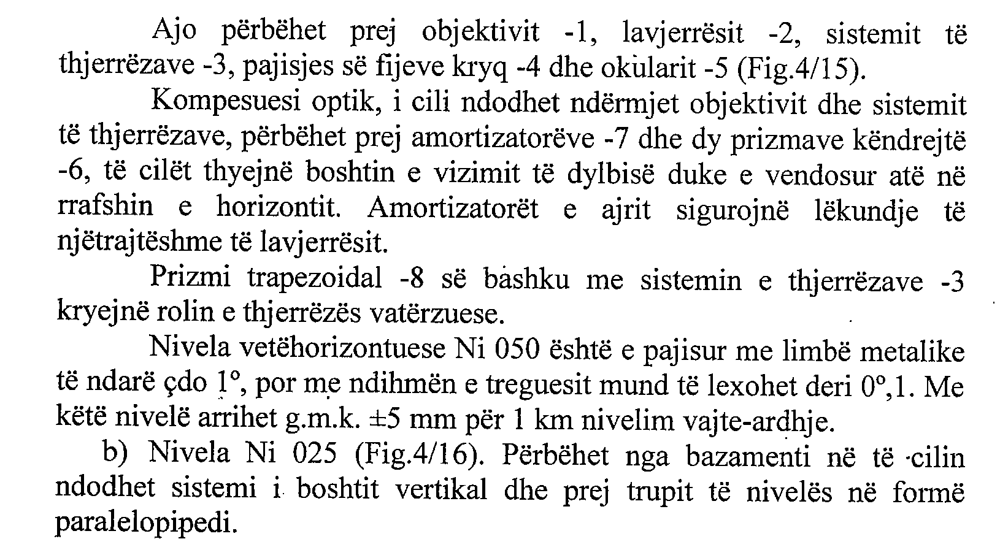 Ajo përbëhet prej objektivit -1, lavjerrësit -2, sistemit të
thjerrëzave -3, pajisjes së fijeve kryq -4 dhe okularit -5 (Fig.4/15).
Kompesuesi optik, i cili ndodhet ndërmjet objektivit dhe sistemit
të thjerrëzave, përbëhet prej amortizatorëve -7 dhe dy prizmave këndrejtë
-6, të cilët thyejnë boshtin e vizimit të dylbisë duke e vendosur atë në
rrafshin e horizontit. Amortizatorët e ajrit sigurojnë lëkundje të
njëtrajtëshme të lavjerrësit.
Prizmi trapezoidal -8 së bashku me sistemin e thjerrëzave -3
kryejnë rolin e thjerrëzës vatërzuese.
Nivela vetëhorizontuese Ni 050 është e pajisur me limbë metalike
të ndarë çdo 1º, por me ndihmën e treguesit mund të lexohet deri 0º,1. Me
këtë nivelë arrihet g.m.k. ±5 mm për 1 km nivelim vajte-ardhje.
b) Nivela Ni 025 (Fig.4/16). Përbëhet nga bazamenti në të cilin
ndodhet sistemi i boshtit vertikal dhe prej trupit të nivelës në formë
paralelopipedi.